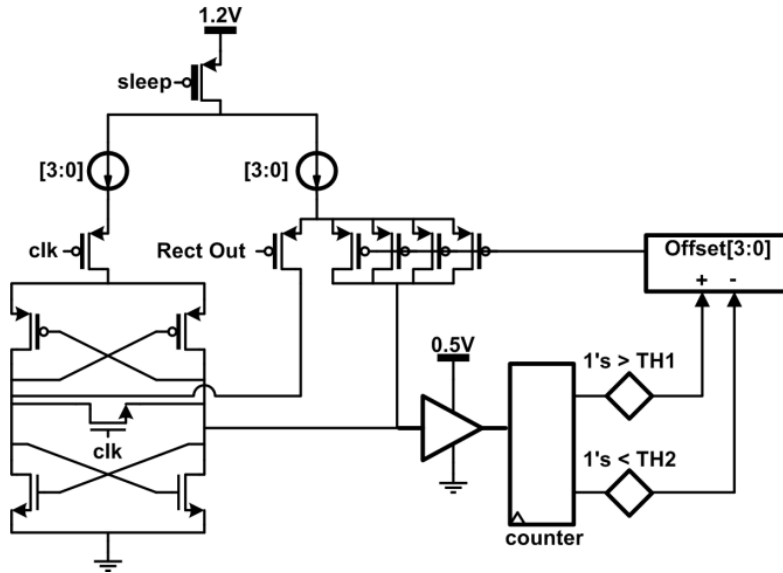 1.2V
sleep
[3:0]
[3:0]
clk
Rect Out
Offset[3:0]
+ -
0.5V
1's > TH1
clk
1's < TH2
counter